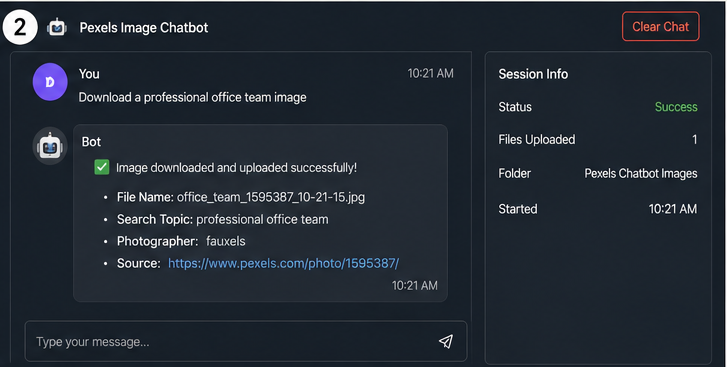 2
Pexels Image Chatbot
Clear Chat
D
You
10:21 AM
Download a professional office team image
Bot
✅ Image downloaded and uploaded successfully!
• File Name: office_team_1595387_10-21-15.jpg
• Search Topic: professional office team
• Photographer: fauxels
• Source: https://www.pexels.com/photo/1595387/
10:21 AM
Type your message...
Session Info
Status Success
Files Uploaded 1
Folder Pexels Chatbot Images
Started 10:21 AM